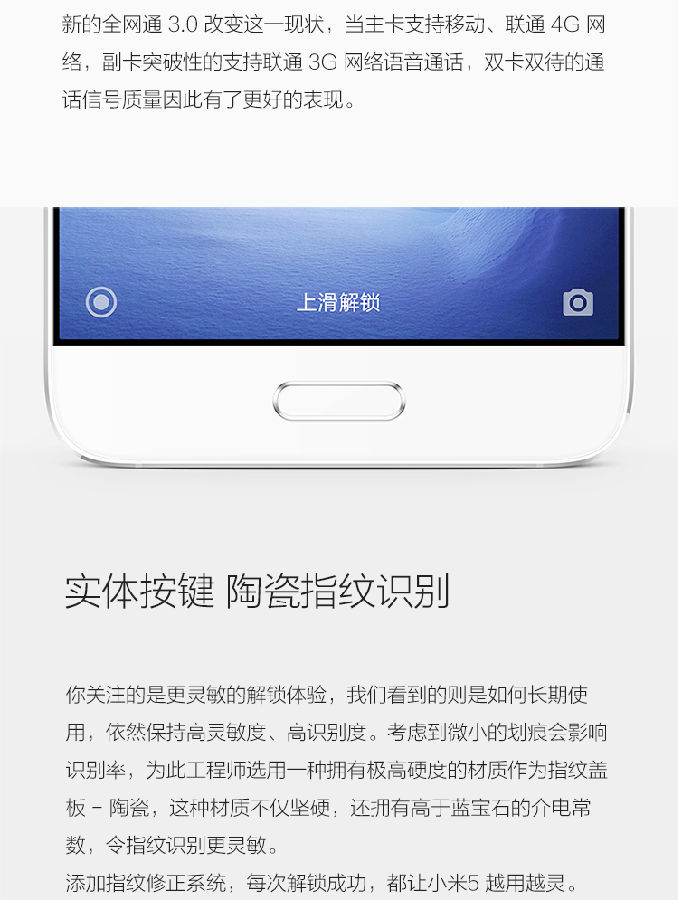 新的全网通 3.0 改变这一现状，当主卡支持移动、联通 4G 网
络，副卡突破性的支持联通 3G 网络语音通话，双卡双待的通
话信号质量因此有了更好的表现。
上滑解锁
实体按键 陶瓷指纹识别
你关注的是更灵敏的解锁体验，我们看到的则是如何长期使
用，依然保持高灵敏度、高识别度。考虑到微小的划痕会影响
识别率，为此工程师选用一种拥有极高硬度的材质作为指纹盖
板 – 陶瓷，这种材质不仅坚硬，还拥有高于蓝宝石的介电常
数，令指纹识别更灵敏。
添加指纹修正系统，每次解锁成功，都让小米5 越用越灵。